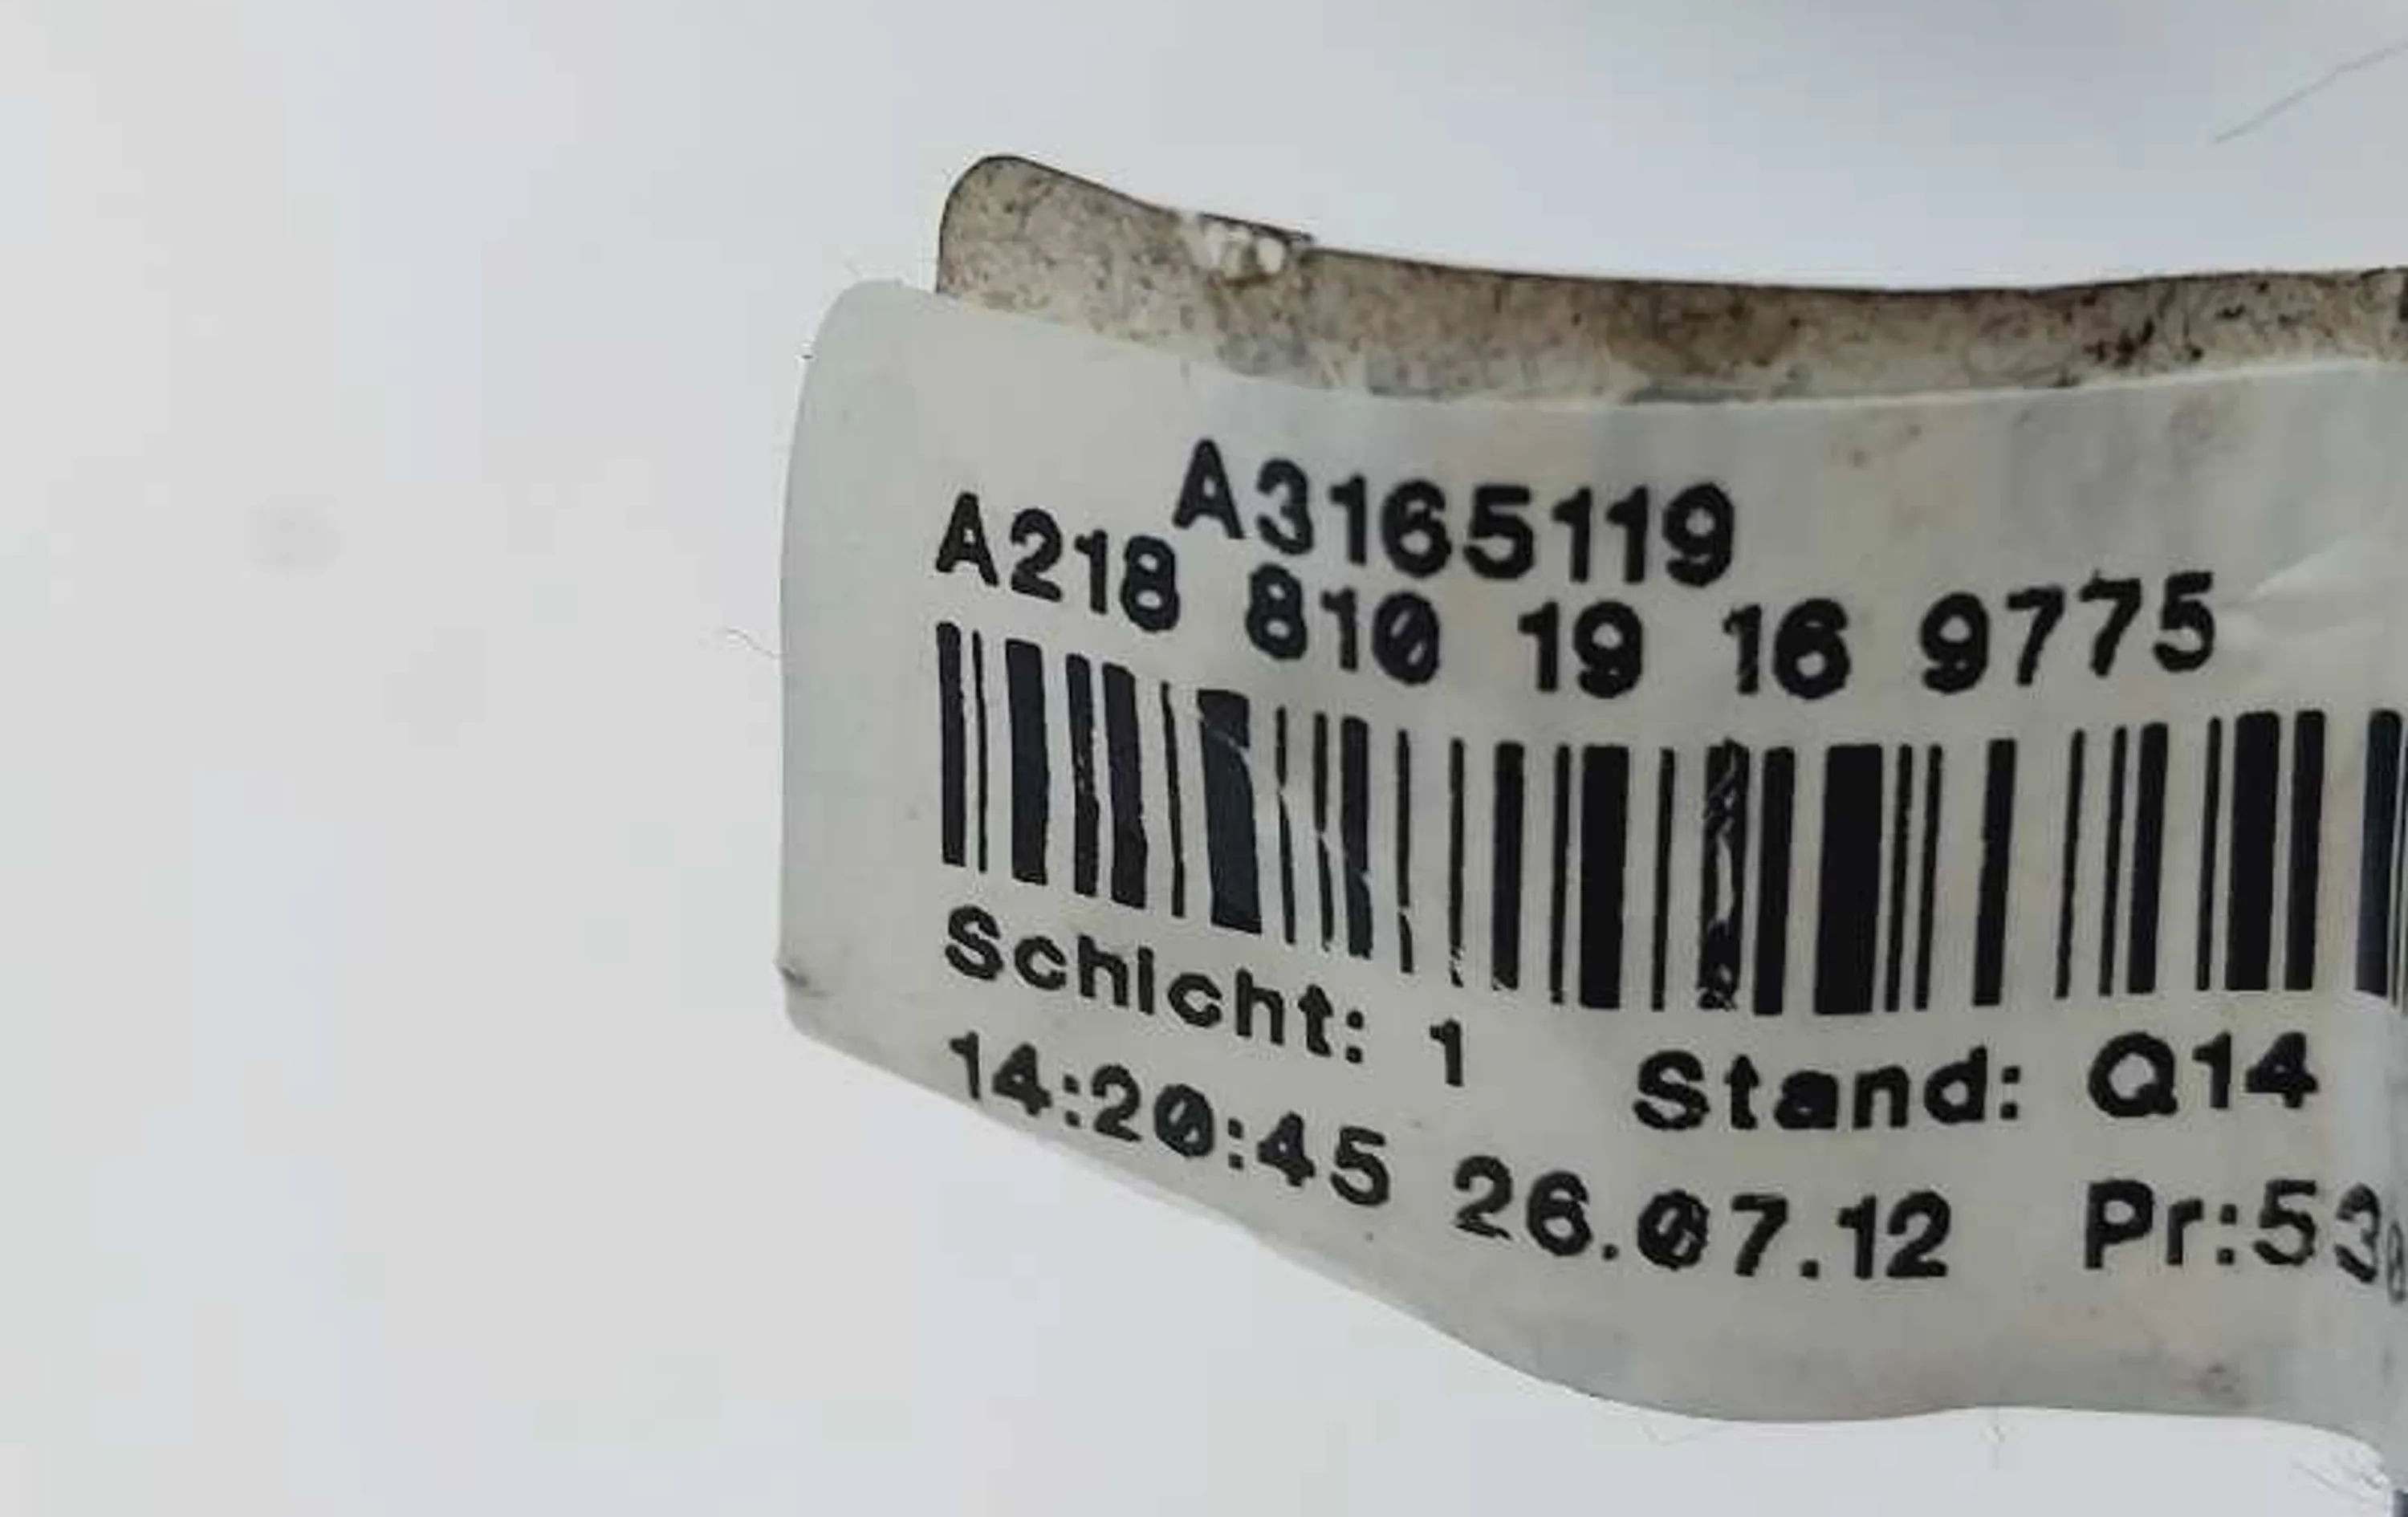 A3165119
A218 810 19 16 9775
Schicht: 1 Stand: Q14
14:20:45 26.07.12 Pr:53